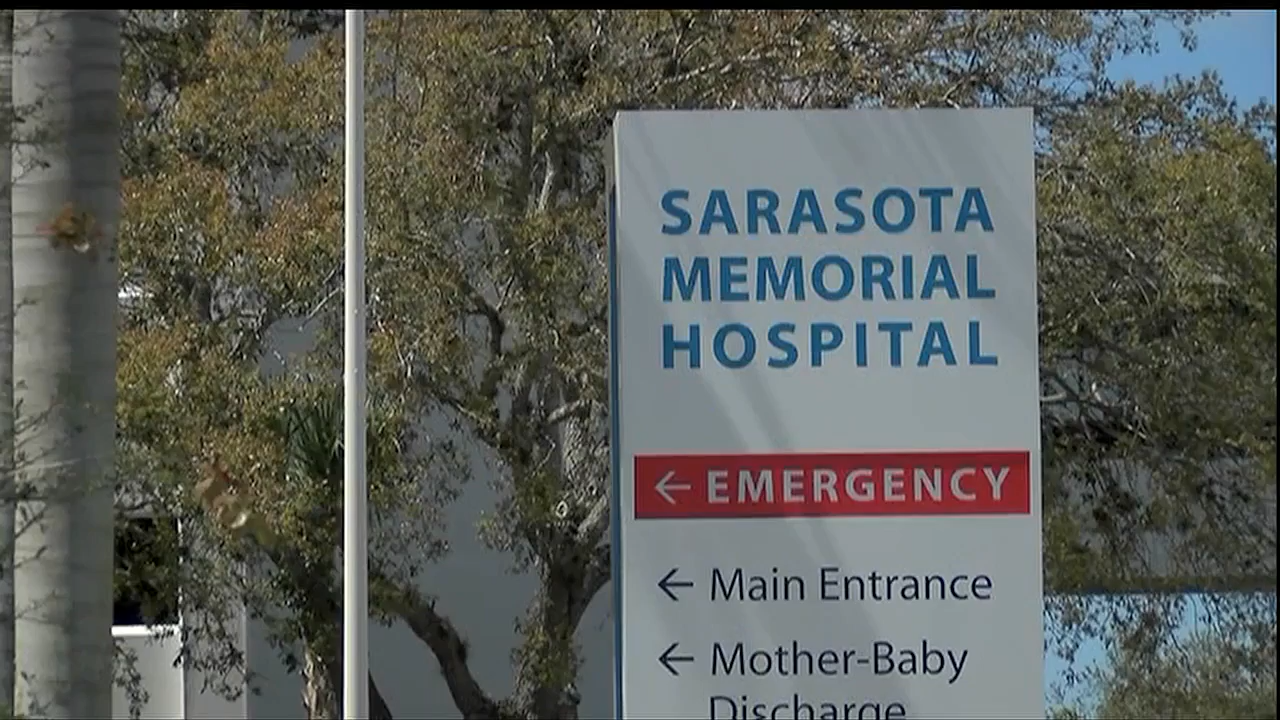 SARASOTA
MEMORIAL
HOSPITAL
← EMERGENCY
← Main Entrance
← Mother-Baby
Discharge